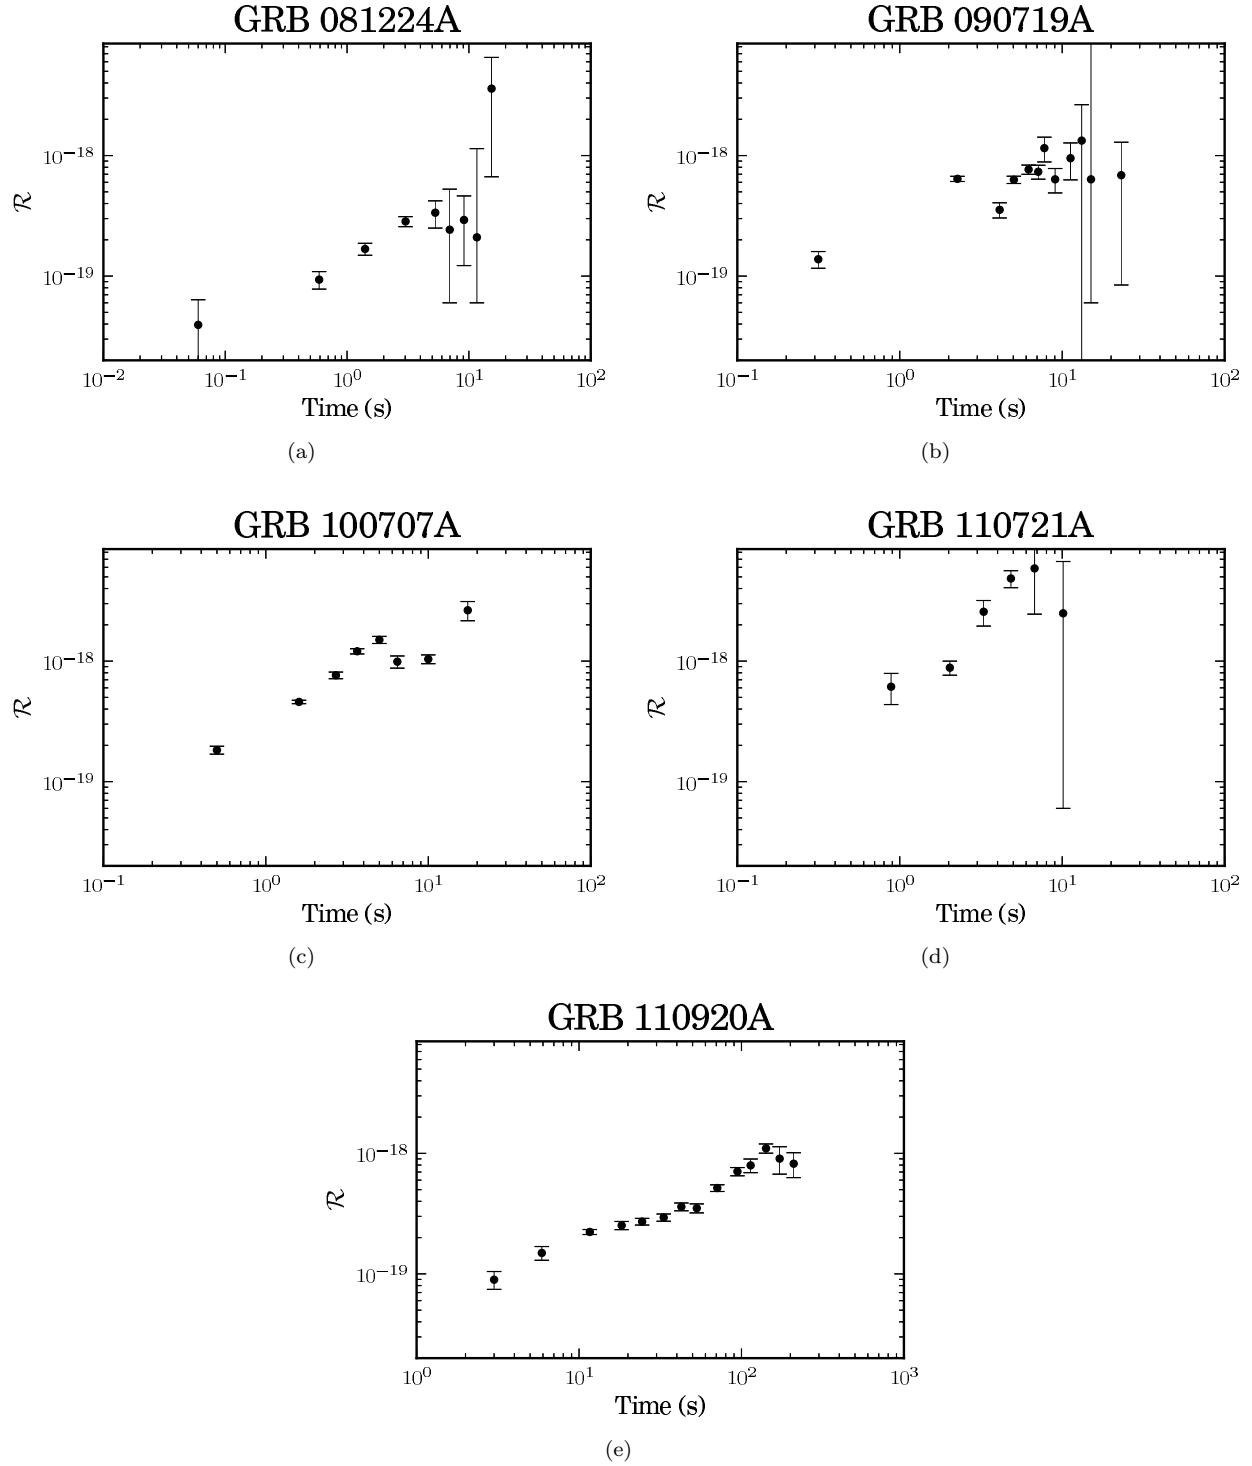 GRB 081224A
GRB 090719A
10⁻¹⁸
10⁻¹⁹
ℛ
10⁻² 10⁻¹ 10⁰ 10¹ 10²
Time (s)
(a)
10⁻¹⁸
10⁻¹⁹
ℛ
10⁻¹ 10⁰ 10¹ 10²
Time (s)
(b)
GRB 100707A
GRB 110721A
10⁻¹⁸
10⁻¹⁹
ℛ
10⁻¹ 10⁰ 10¹ 10²
Time (s)
(c)
10⁻¹⁸
10⁻¹⁹
ℛ
10⁻¹ 10⁰ 10¹ 10²
Time (s)
(d)
GRB 110920A
10⁻¹⁸
10⁻¹⁹
ℛ
10⁰ 10¹ 10² 10³
Time (s)
(e)